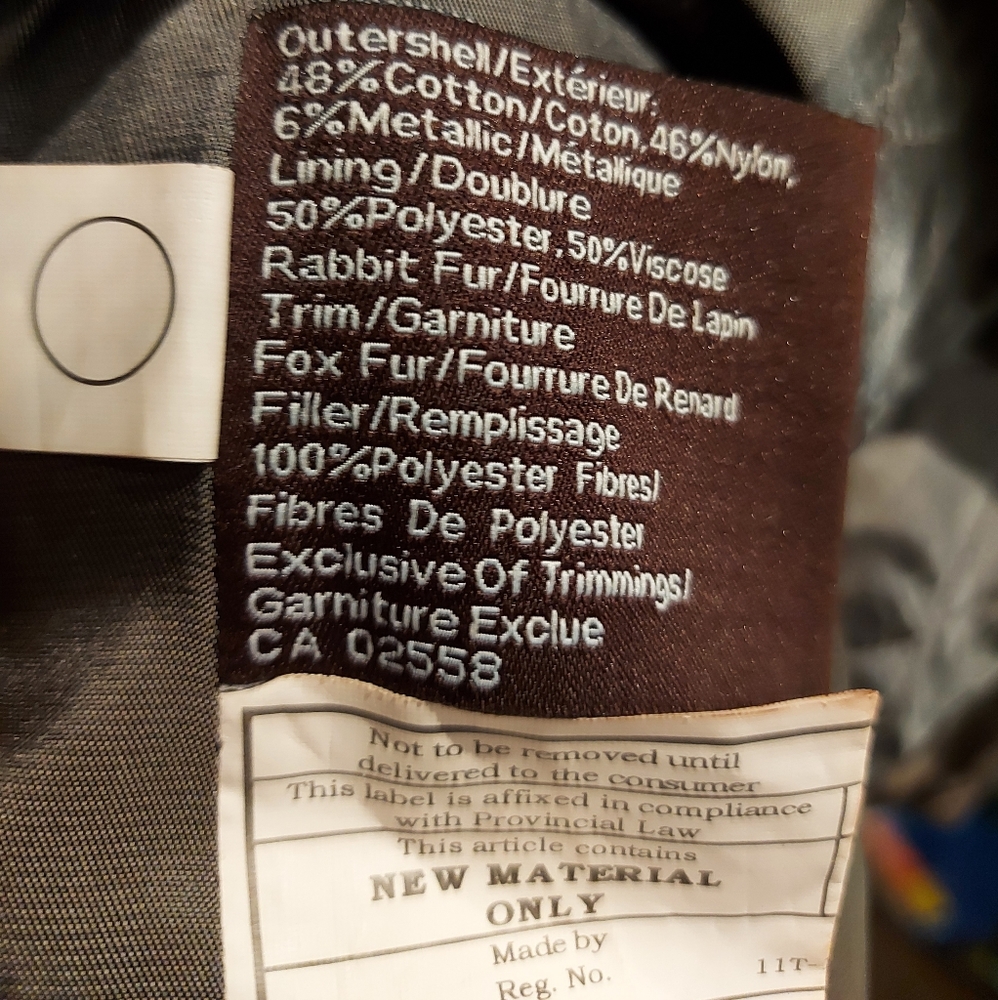 Outershell/Extérieur:
48%Cotton/Coton,46%Nylon,
6%Metallic/Métallique
Lining/Doublure
50%Polyester,50%Viscose
Rabbit Fur/Fourrure De Lapin
Trim/Garniture
Fox Fur/Fourrure De Renard
Filler/Remplissage
100%Polyester Fibres/
Fibres De Polyester
Exclusive Of Trimmings/
Garniture Exclue
CA 02558
Not to be removed until
delivered to the consumer
This label is affixed in compliance
with Provincial Law
This article contains
NEW MATERIAL
ONLY
Made by
Reg. No. 11T-